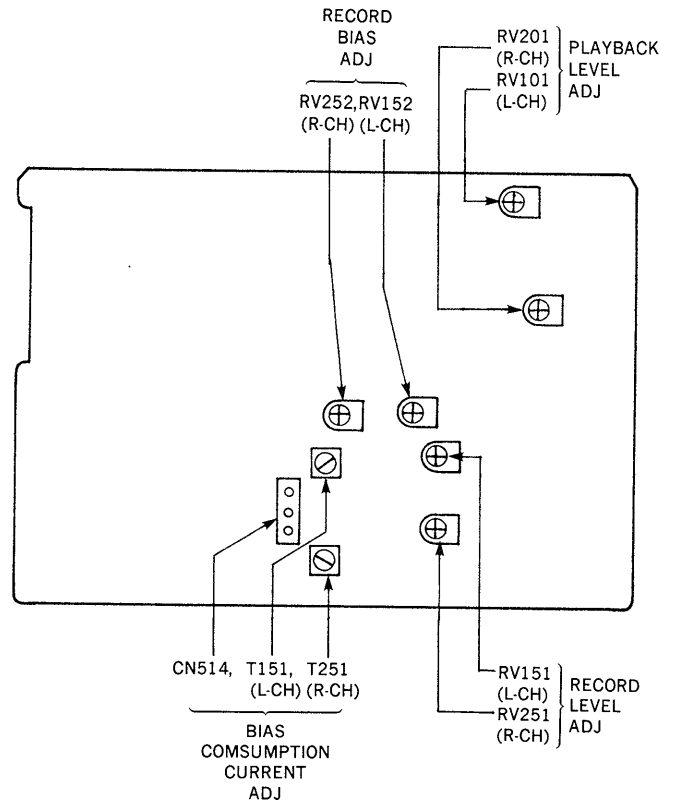 RECORD
BIAS
ADJ
RV252,RV152
(R-CH) (L-CH)
RV201
(R-CH)
RV101
(L-CH)
PLAYBACK
LEVEL
ADJ
CN514, T151, T251
(L-CH) (R-CH)
BIAS
COMSUMPTION
CURRENT
ADJ
RV151
(L-CH)
RV251
(R-CH)
RECORD
LEVEL
ADJ